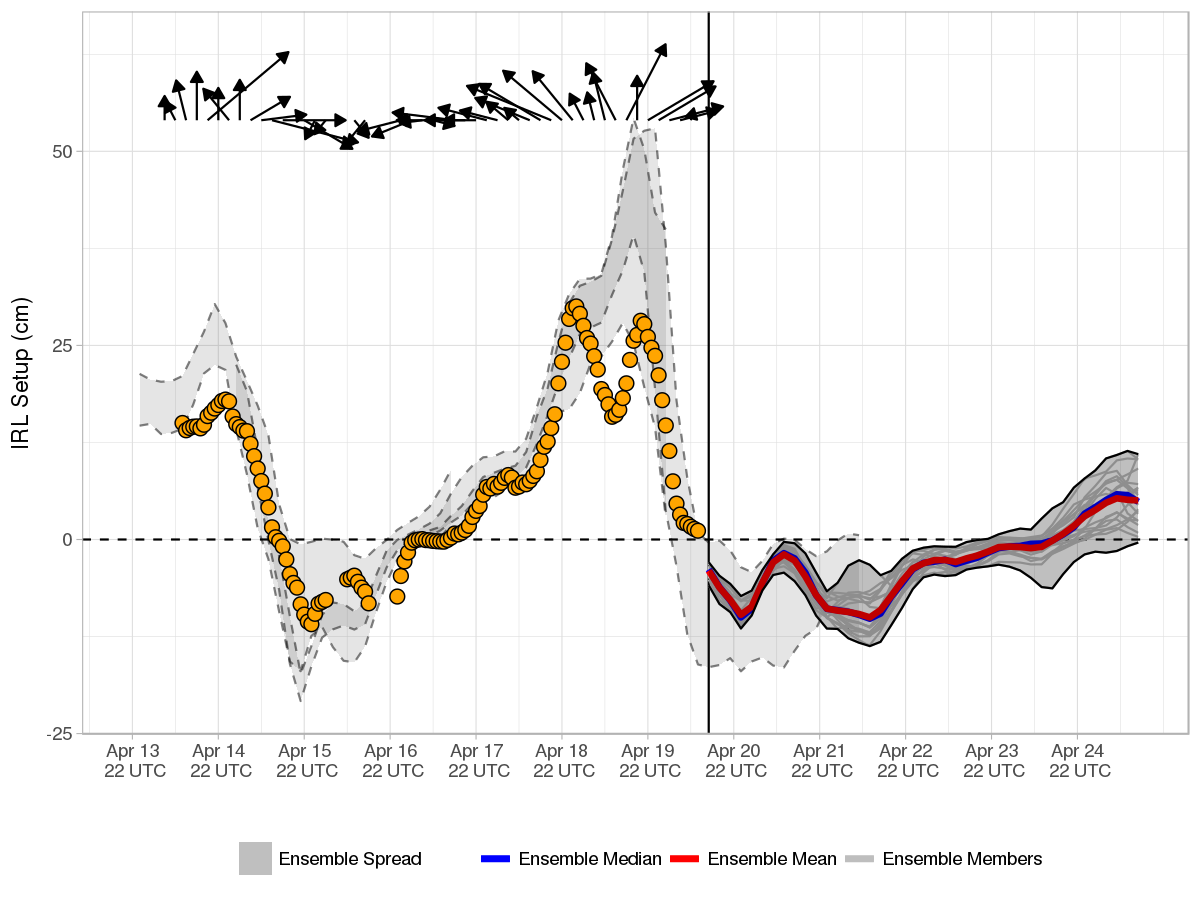 IRL Setup (cm)
50
25
0
-25
Apr 13 Apr 14 Apr 15 Apr 16 Apr 17 Apr 18 Apr 19 Apr 20 Apr 21 Apr 22 Apr 23 Apr 24
22 UTC 22 UTC 22 UTC 22 UTC 22 UTC 22 UTC 22 UTC 22 UTC 22 UTC 22 UTC 22 UTC 22 UTC
Ensemble Spread Ensemble Median Ensemble Mean Ensemble Members